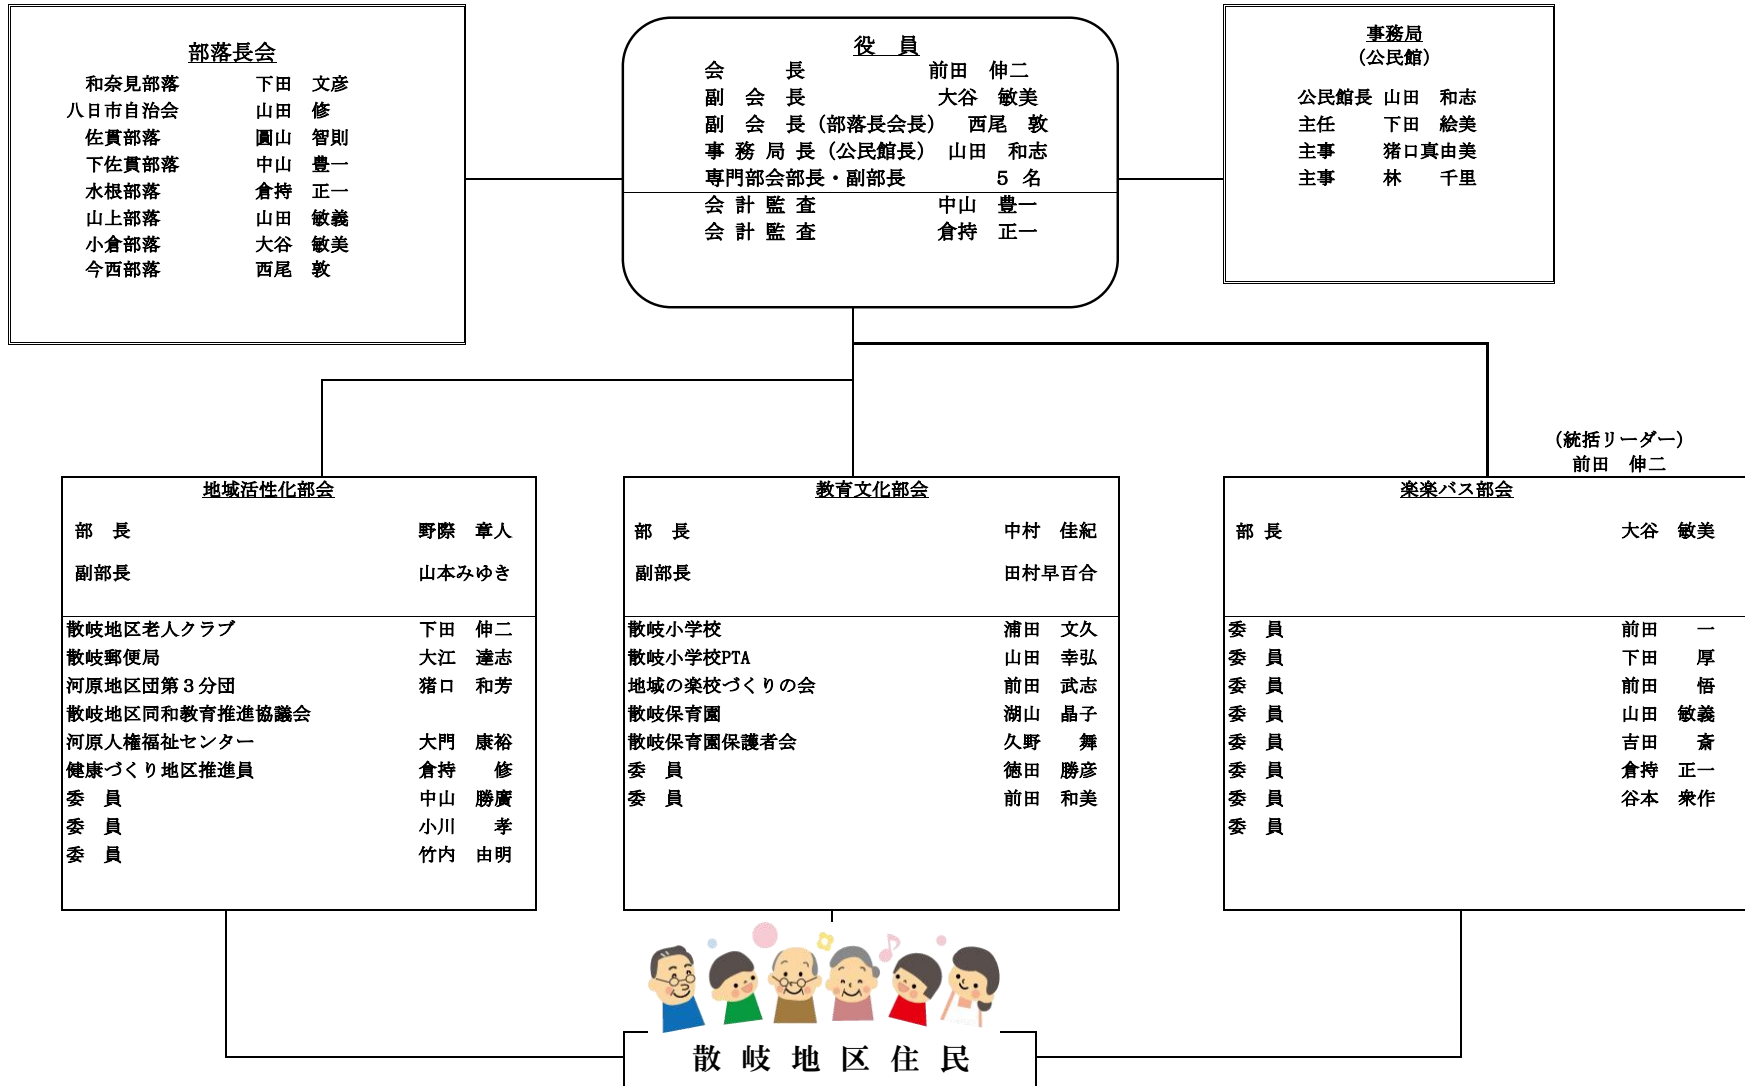 部落長会
和奈見部落 下田 文彦
八日市自治会 山田 修
佐貫部落 圓山 智則
下佐貫部落 中山 豊一
水根部落 倉持 正一
山上部落 山田 敏義
小倉部落 大谷 敏美
今西部落 西尾 敦
役 員
会 長 前田 伸二
副 会 長 大谷 敏美
副 会 長（部落長会長） 西尾 敦
事 務 局 長（公民館長） 山田 和志
専門部会部長・副部長 ５ 名
会 計 監 査 中山 豊一
会 計 監 査 倉持 正一
事務局
（公民館）
公民館長 山田 和志
主任 下田 絵美
主事 猪口真由美
主事 林 千里
（統括リーダー）
前田 伸二
地域活性化部会
部 長 野際 章人
副部長 山本みゆき
散岐地区老人クラブ 下田 伸二
散岐郵便局 大江 達志
河原地区団第３分団 猪口 和芳
散岐地区同和教育推進協議会
河原人権福祉センター 大門 康裕
健康づくり地区推進員 倉持 修
委 員 中山 勝廣
委 員 小川 孝
委 員 竹内 由明
教育文化部会
部 長 中村 佳紀
副部長 田村早百合
散岐小学校 浦田 文久
散岐小学校PTA 山田 幸弘
地域の楽校づくりの会 前田 武志
散岐保育園 湖山 晶子
散岐保育園保護者会 久野 舞
委 員 徳田 勝彦
委 員 前田 和美
楽楽バス部会
部 長 大谷 敏美
委 員 前田 一
委 員 下田 厚
委 員 前田 悟
委 員 山田 敏義
委 員 吉田 斎
委 員 倉持 正一
委 員 谷本 衆作
委 員
散 岐 地 区 住 民